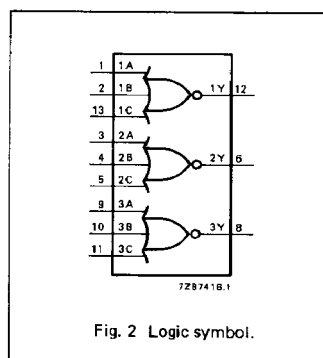 1 1A
2 1B 1Y 12
13 1C
3 2A
4 2B 2Y 6
5 2C
9 3A
10 3B 3Y 8
11 3C
7Z87416.1
Fig. 2 Logic symbol.